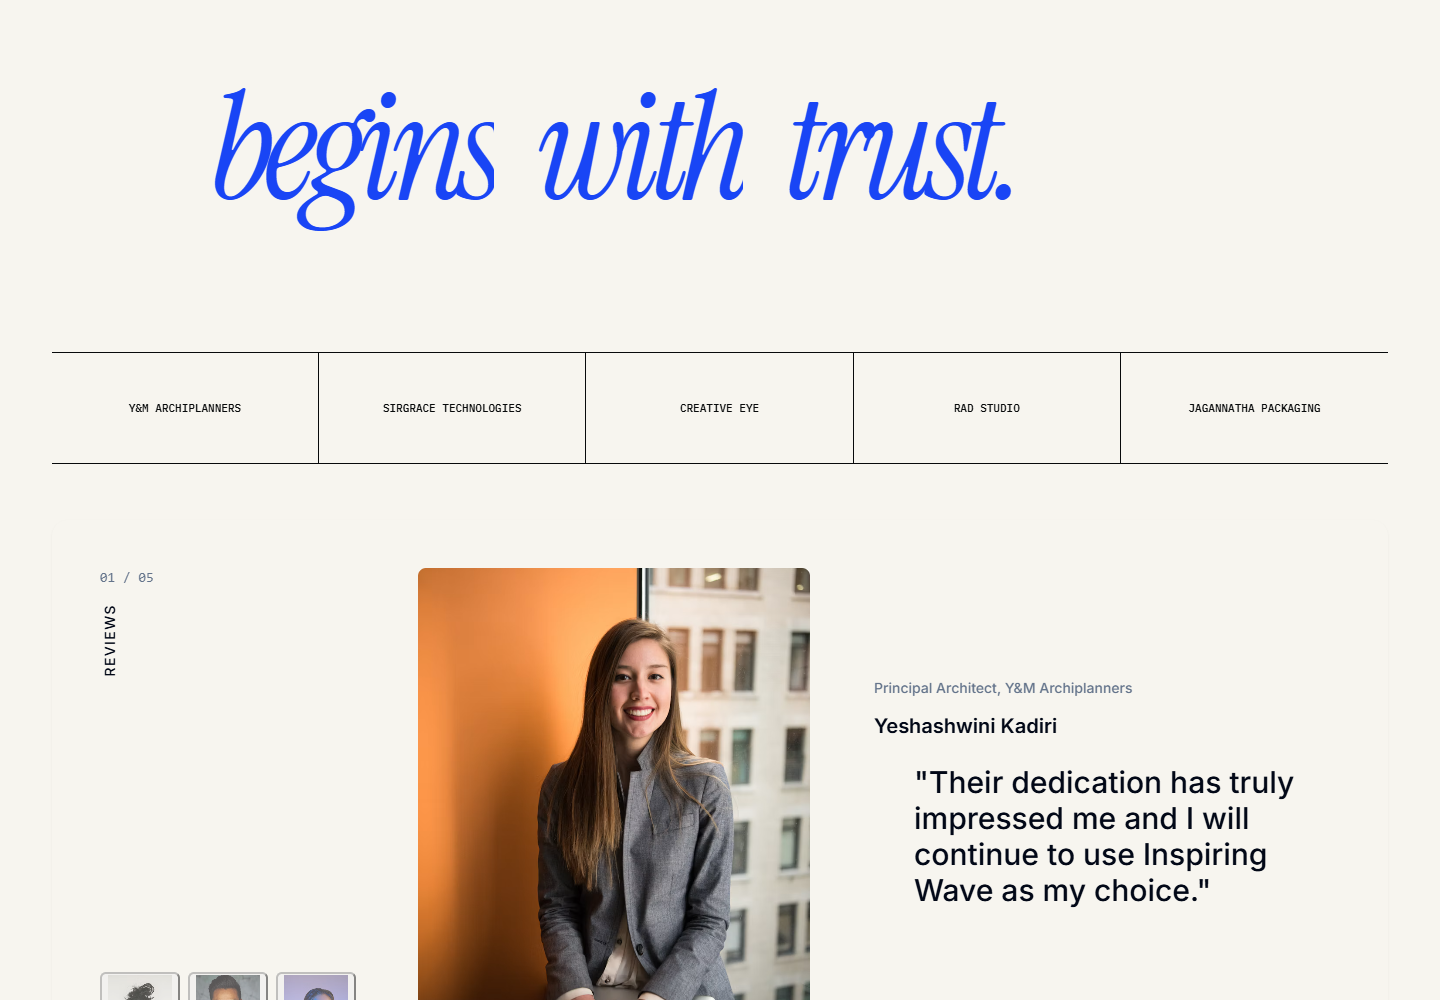 begins with trust.
Y&M ARCHIPLANNERS
SIRGRACE TECHNOLOGIES
CREATIVE EYE
RAD STUDIO
JAGANNATHA PACKAGING
01 / 05
REVIEWS
Principal Architect, Y&M Archiplanners
Yeshashwini Kadiri
"Their dedication has truly
impressed me and I will
continue to use Inspiring
Wave as my choice."